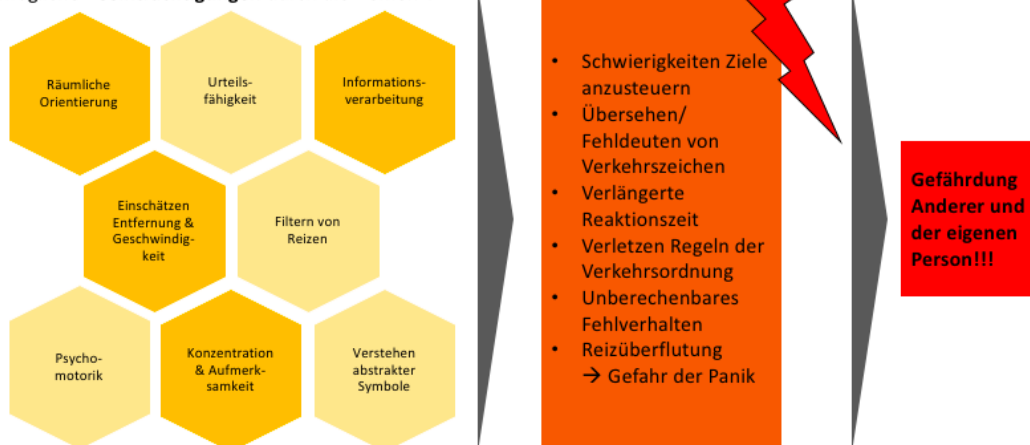 Räumliche
Orientierung
Urteils-
fähigkeit
Informations-
verarbeitung
Einschätzen
Entfernung &
Geschwindig-
keit
Filtern von
Reizen
Psycho-
motorik
Konzentration
& Aufmerk-
samkeit
Verstehen
abstrakter
Symbole
• Schwierigkeiten Ziele
anzusteuern
• Übersehen/
Fehldeuten von
Verkehrszeichen
• Verlängerte
Reaktionszeit
• Verletzen Regeln der
Verkehrsordnung
• Unberechenbares
Fehlverhalten
• Reizüberflutung
→ Gefahr der Panik
Gefährdung
Anderer und
der eigenen
Person!!!